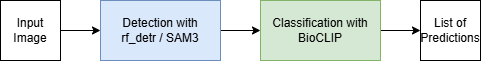 Input
Image
Detection with
rf_detr / SAM3
Classification with
BioCLIP
List of
Predictions